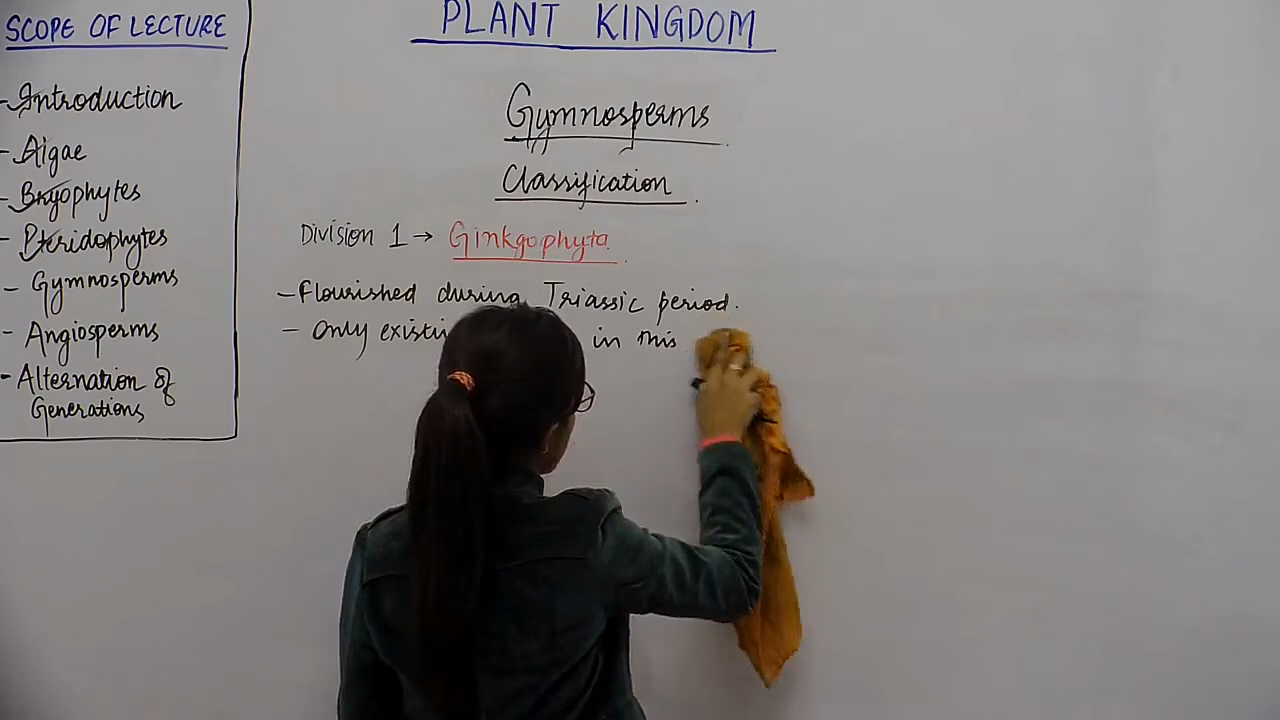 SCOPE OF LECTURE
- Introduction
- Algae
- Bryophytes
- Pteridophytes
- Gymnosperms
- Angiosperms
- Alternation of
Generations
PLANT KINGDOM
Gymnosperms
Classification
Division 1 → Ginkgophyta
- Flourished during Triassic period.
- Only in this